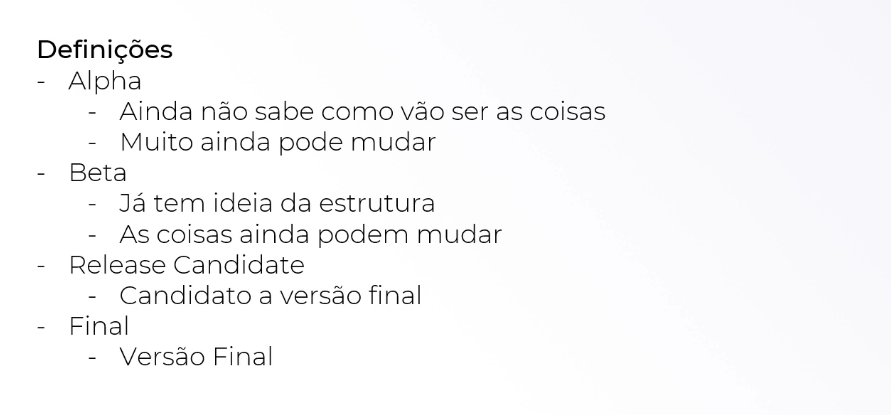 Definições
- Alpha
- Ainda não sabe como vão ser as coisas
- Muito ainda pode mudar
- Beta
- Já tem ideia da estrutura
- As coisas ainda podem mudar
- Release Candidate
- Candidato a versão final
- Final
- Versão Final